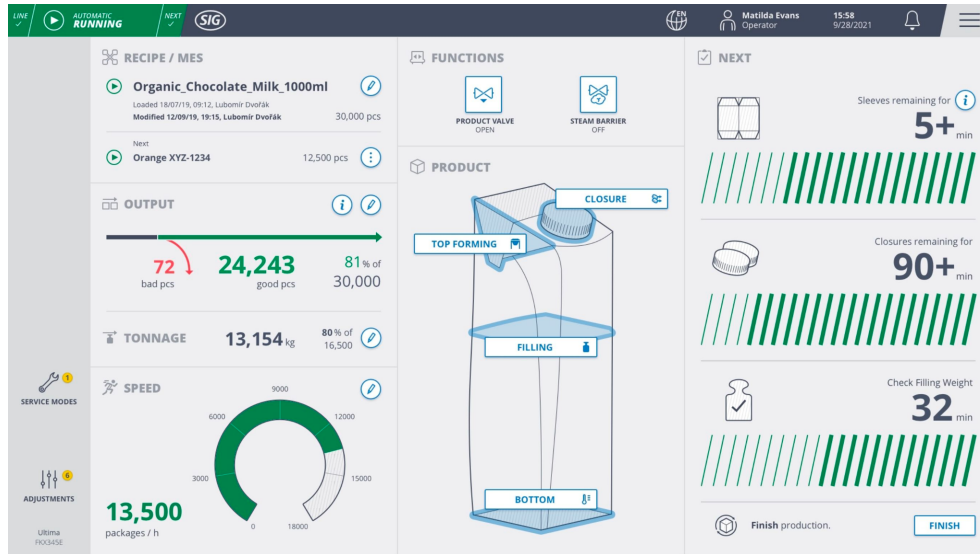 LINE
AUTOMATIC
RUNNING
NEXT
SIG
EN
Matilda Evans
Operator
15:58
9/28/2021
RECIPE / MES
Organic_Chocolate_Milk_1000ml
Loaded 18/07/19, 09:12, Lubomír Dvořák
Modified 12/09/19, 19:15, Lubomír Dvořák
30,000 pcs
Next
Orange XYZ-1234
12,500 pcs
OUTPUT
i
72
bad pcs
24,243
good pcs
81% of
30,000
TONNAGE
13,154 kg
80% of
16,500
SPEED
0
3000
6000
9000
12000
15000
18000
13,500
packages / h
SERVICE MODES
1
ADJUSTMENTS
6
Ultima
FKX345E
FUNCTIONS
PRODUCT VALVE
OPEN
STEAM BARRIER
OFF
PRODUCT
CLOSURE
TOP FORMING
FILLING
BOTTOM
NEXT
Sleeves remaining for
i
5+ min
Closures remaining for
90+ min
Check Filling Weight
32 min
Finish production.
FINISH